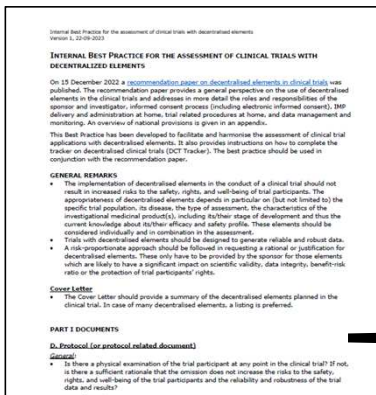 Internal Best Practice for the assessment of clinical trials with decentralised elements
Version 1, 22-09-2023
INTERNAL BEST PRACTICE FOR THE ASSESSMENT OF CLINICAL TRIALS WITH
DECENTRALIZED ELEMENTS
On 15 December 2022 a recommendation paper on decentralised elements in clinical trials was
published. The recommendation paper provides a general perspective on the use of decentralised
elements in the clinical trials and addresses in more detail the roles and responsibilities of the
sponsor and investigator, informed consent process (including electronic informed consent), IMP
delivery and administration at home, trial related procedures at home, and data management and
monitoring. An overview of national provisions is given in an appendix.
This Best Practice has been developed to facilitate and harmonise the assessment of clinical trial
applications with decentralised elements. It also provides instructions on how to complete the
tracker on decentralised clinical trials (DCT Tracker). The best practice should be used in
conjunction with the recommendation paper.
GENERAL REMARKS
• The implementation of decentralised elements in the conduct of a clinical trial should not
result in increased risks to the safety, rights, and well-being of trial participants. The
appropriateness of decentralised elements depends in particular on (but not limited to) the
specific trial population, its disease, the type of assessment, the characteristics of the
investigational medicinal product(s), including its/their stage of development and thus the
current knowledge about its/their efficacy and safety profile. These elements should be
considered individually and in combination in the assessment.
• Trials with decentralised elements should be designed to generate reliable and robust data.
• A risk-proportionate approach should be followed in requesting a rational or justification for
decentralised elements. These only have to be provided by the sponsor for those elements
which are likely to have a significant impact on scientific validity, data integrity, benefit-risk
ratio or the protection of trial participants' rights.
Cover Letter
• The Cover Letter should provide a summary of the decentralised elements planned in the
clinical trial. In case of many decentralised elements, a listing is preferred.
PART I DOCUMENTS
D. Protocol (or protocol related document)
General:
• Is there a physical examination of the trial participant at any point in the clinical trial? If not,
is there a sufficient rationale that the omission does not increase the risks to the safety,
rights, and well-being of the trial participants and the reliability and robustness of the trial
data and results?